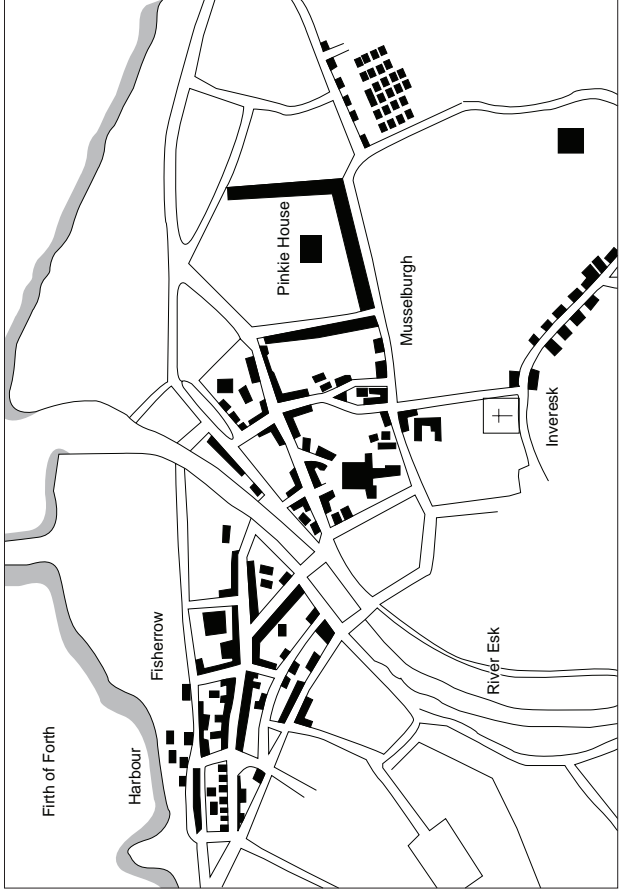 Firth of Forth
Harbour
Fisherrow
River Esk
Pinkie House
Musselburgh
Inveresk